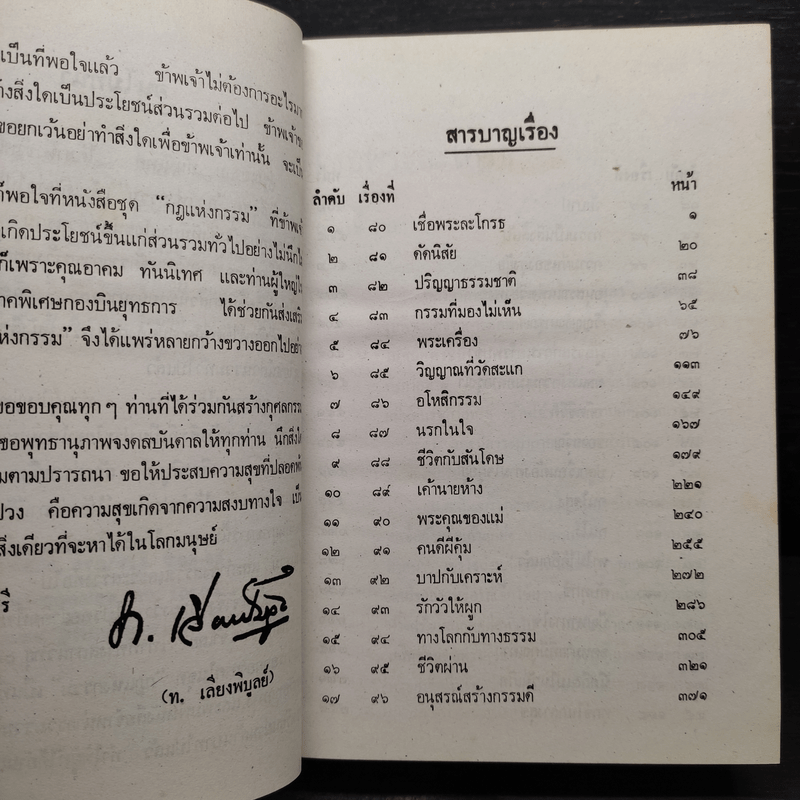 เป็นที่พอใจแล้ว ข้าพเจ้าไม่ต้องการอะไร
สิ่งใดเป็นประโยชน์ส่วนรวมต่อไป
ขอยกเว้นอย่าทำสิ่งใดเพื่อข้าพเจ้าเท่านั้น
พอใจที่หนังสือชุด “กฎแห่งกรรม”
เกิดประโยชน์ขึ้นแก่ส่วนรวมทั่วไปอย่างไม่นึก
ก็เพราะคุณอาคม ทันนิเทศ และท่านผู้ใหญ่
าคพิเศษกองบินยุทธการ ได้ช่วยกัน
ห่งกรรม” จึงได้แพร่หลายกว้างขวางออกไปอย่า
ขอขอบคุณทุก ๆ ท่านที่ได้ร่วมกันสร้างกุศลกรรม
ขอพุทธานุภาพจงดลบันดาลให้ทุกท่าน นึกสิ่ง
มตามปรารถนา ขอให้ประสบความสุขที่ปลอด
ปวง คือความสุขเกิดจากความสงบทางใจ
สิ่งเดียวที่จะหาได้ในโลกมนุษย์
(ท. เลียงพิบูลย์)
สารบาญเรื่อง
ลำดับ เรื่องที่ หน้า
๑ ๘๐ เชื่อพระละโกรธ ๑
๒ ๘๑ ดัดนิสัย ๒๐
๓ ๘๒ ปริญญาธรรมชาติ ๓๘
๔ ๘๓ กรรมที่มองไม่เห็น ๖๕
๕ ๘๔ พระเครื่อง ๗๖
๖ ๘๕ วิญญาณที่วัดสะแก ๑๑๓
๗ ๘๖ อโหสิกรรม ๑๔๙
๘ ๘๗ นรกในใจ ๑๖๗
๙ ๘๘ ชีวิตกับสันโดษ ๑๗๙
๑๐ ๘๙ เค้านายห้าง ๒๒๑
๑๑ ๙๐ พระคุณของแม่ ๒๔๐
๑๒ ๙๑ คนดีผีคุ้ม ๒๕๕
๑๓ ๙๒ บาปกับเคราะห์ ๒๗๒
๑๔ ๙๓ รักวัวให้ผูก ๒๘๖
๑๕ ๙๔ ทางโลกกับทางธรรม ๓๐๕
๑๖ ๙๕ ชีวิตผ่าน ๓๒๑
๑๗ ๙๖ อนุสรณ์สร้างกรรมดี ๓๗๑